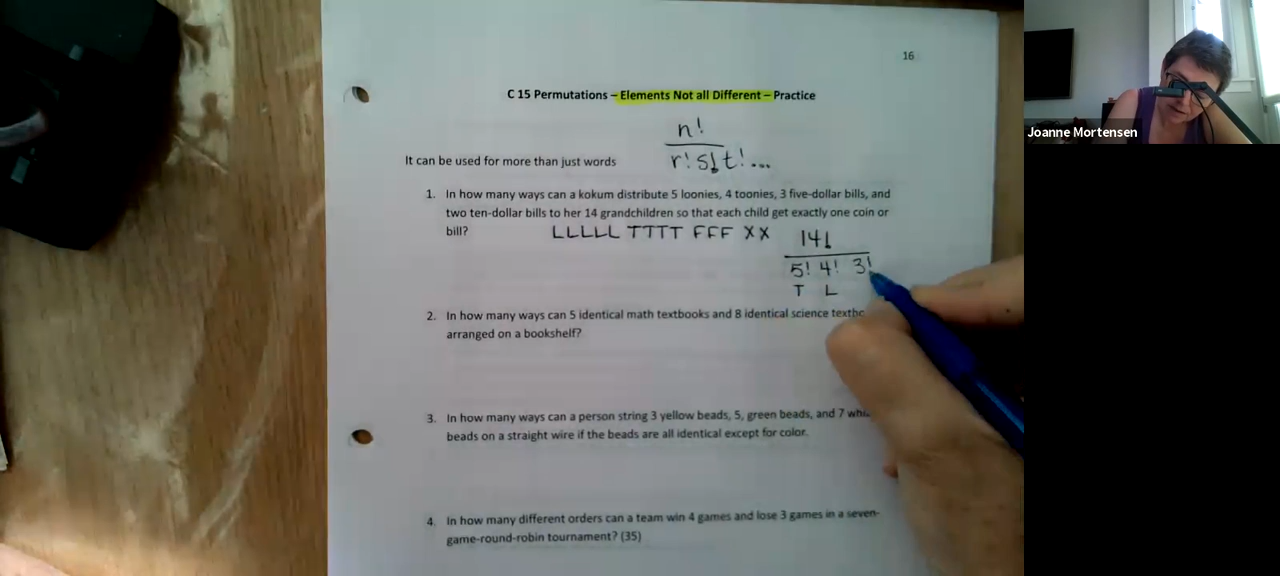 16
C 15 Permutations – Elements Not all Different – Practice
n!
r! s! t! ...
It can be used for more than just words
1. In how many ways can a kokum distribute 5 loonies, 4 toonies, 3 five-dollar bills, and
two ten-dollar bills to her 14 grandchildren so that each child get exactly one coin or
bill?
LLLLL TTTT FFF XX
14!
5! 4! 3!
T L
2. In how many ways can 5 identical math textbooks and 8 identical science
arranged on a bookshelf?
3. In how many ways can a person string 3 yellow beads, 5, green beads, and 7
beads on a straight wire if the beads are all identical except for color.
4. In how many different orders can a team win 4 games and lose 3 games in a seven-
game-round-robin tournament? (35)
Joanne Mortensen